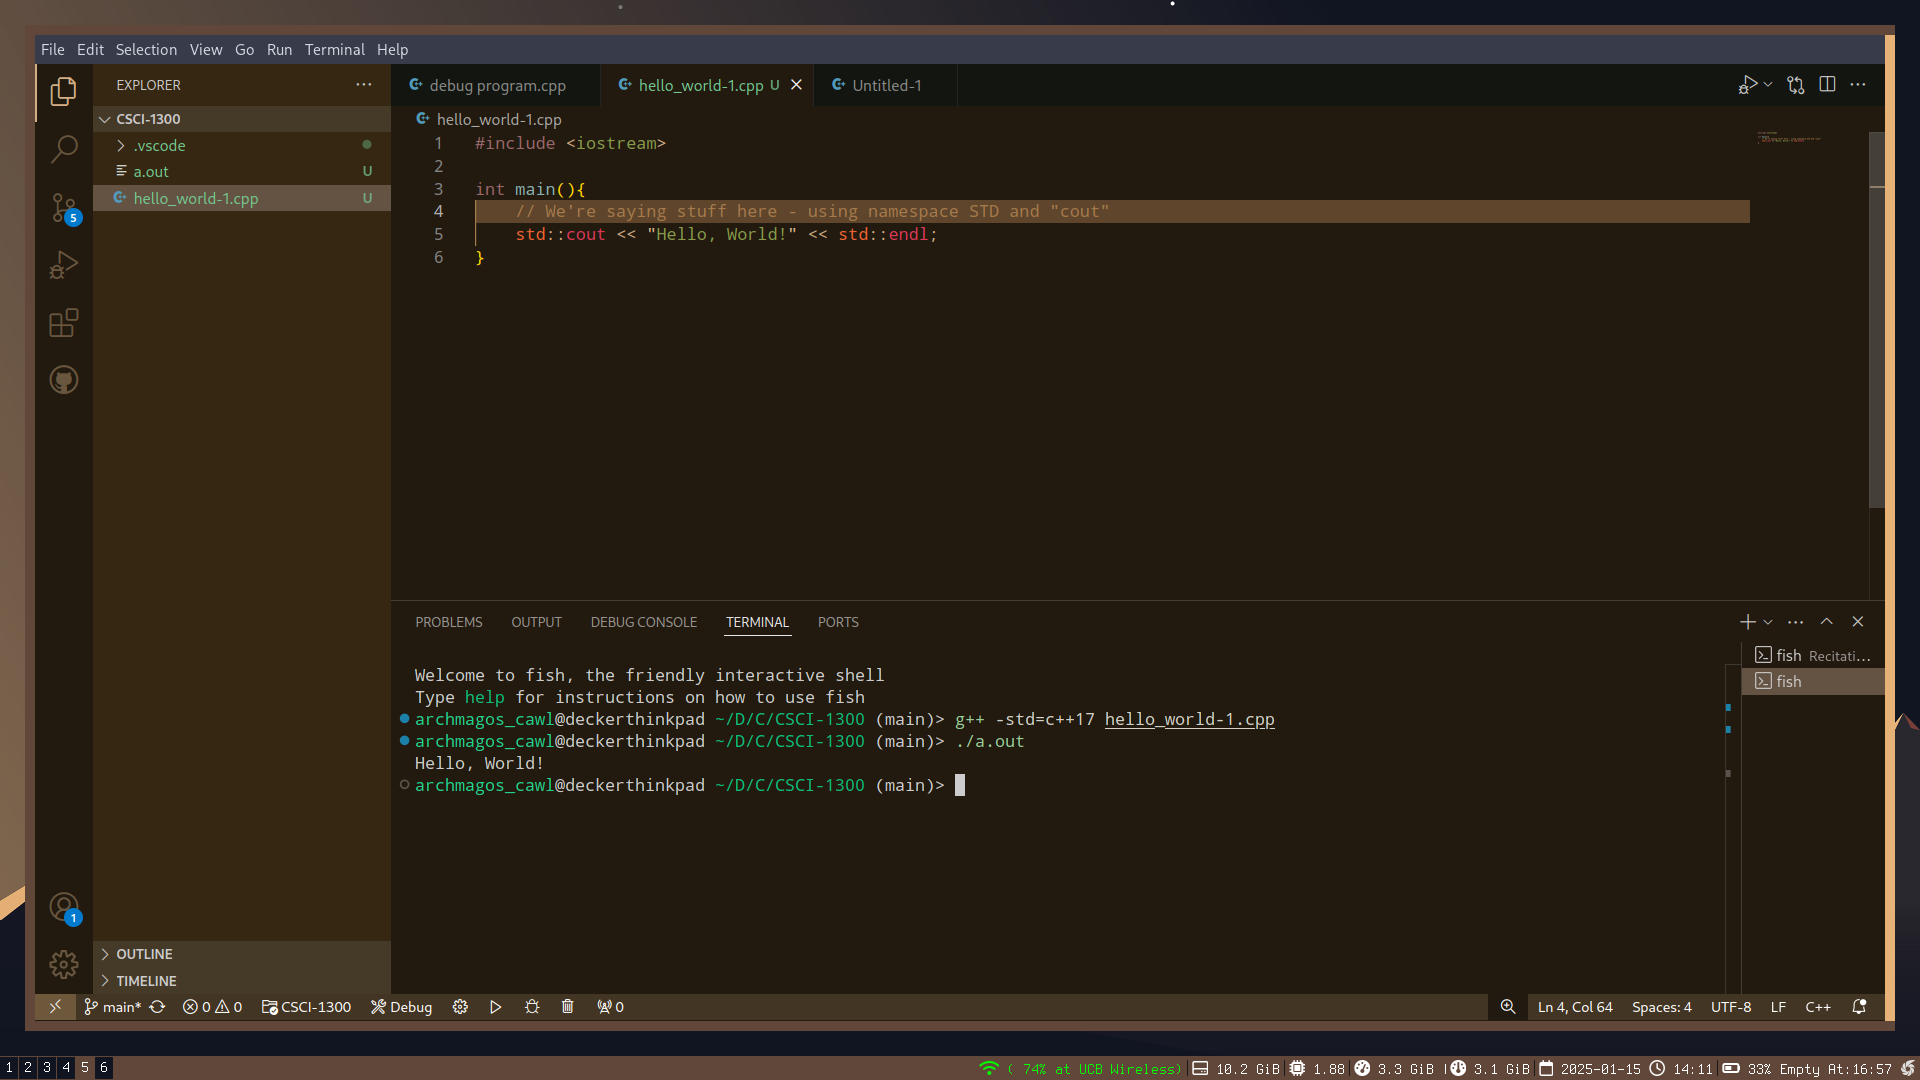 File Edit Selection View Go Run Terminal Help
EXPLORER
debug program.cpp
hello_world-1.cpp U
Untitled-1
CSCI-1300
.vscode
a.out U
hello_world-1.cpp U
5
hello_world-1.cpp
1 #include <iostream>
2
3 int main(){
4 // We're saying stuff here - using namespace STD and "cout"
5 std::cout << "Hello, World!" << std::endl;
6 }
PROBLEMS OUTPUT DEBUG CONSOLE TERMINAL PORTS
fish Recitati...
fish
Welcome to fish, the friendly interactive shell
Type help for instructions on how to use fish
archmagos_cawl@deckerthinkpad ~/D/C/CSCI-1300 (main)> g++ -std=c++17 hello_world-1.cpp
archmagos_cawl@deckerthinkpad ~/D/C/CSCI-1300 (main)> ./a.out
Hello, World!
archmagos_cawl@deckerthinkpad ~/D/C/CSCI-1300 (main)>
1
OUTLINE
TIMELINE
main* 0 0 CSCI-1300 Debug 0 Ln 4, Col 64 Spaces: 4 UTF-8 LF C++
1 2 3 4 5 6 ( 74% at UCB Wireless) 10.2 GiB 1.88 3.3 GiB | 3.1 GiB 2025-01-15 14:11 33% Empty At:16:57